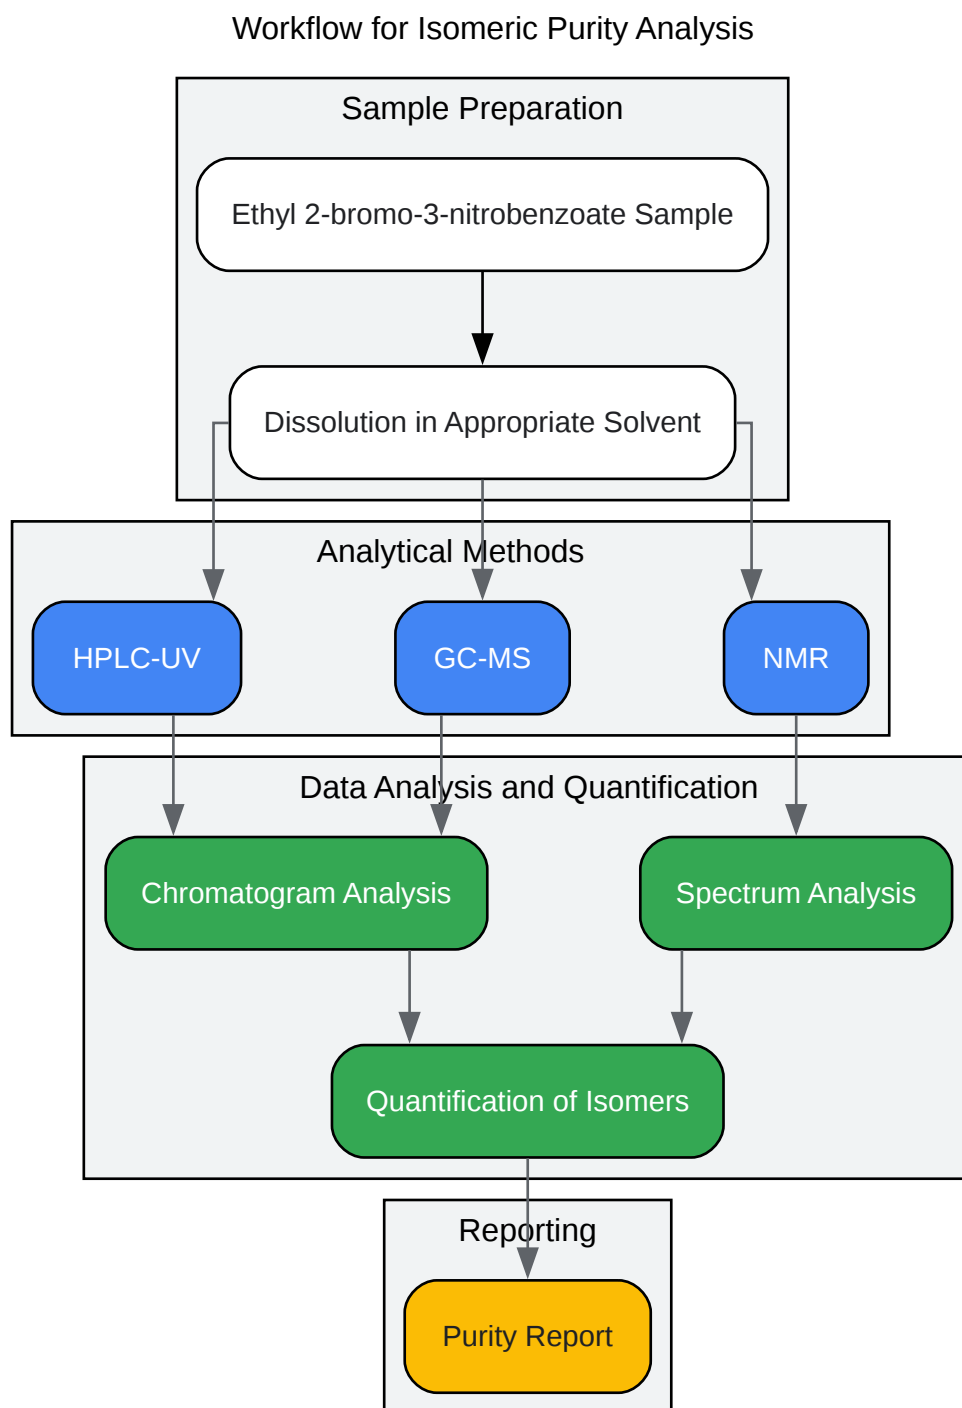 Workflow for Isomeric Purity Analysis
Sample Preparation
Ethyl 2-bromo-3-nitrobenzoate Sample
Dissolution in Appropriate Solvent
Analytical Methods
HPLC-UV
GC-MS
NMR
Data Analysis and Quantification
Chromatogram Analysis
Spectrum Analysis
Quantification of Isomers
Reporting
Purity Report